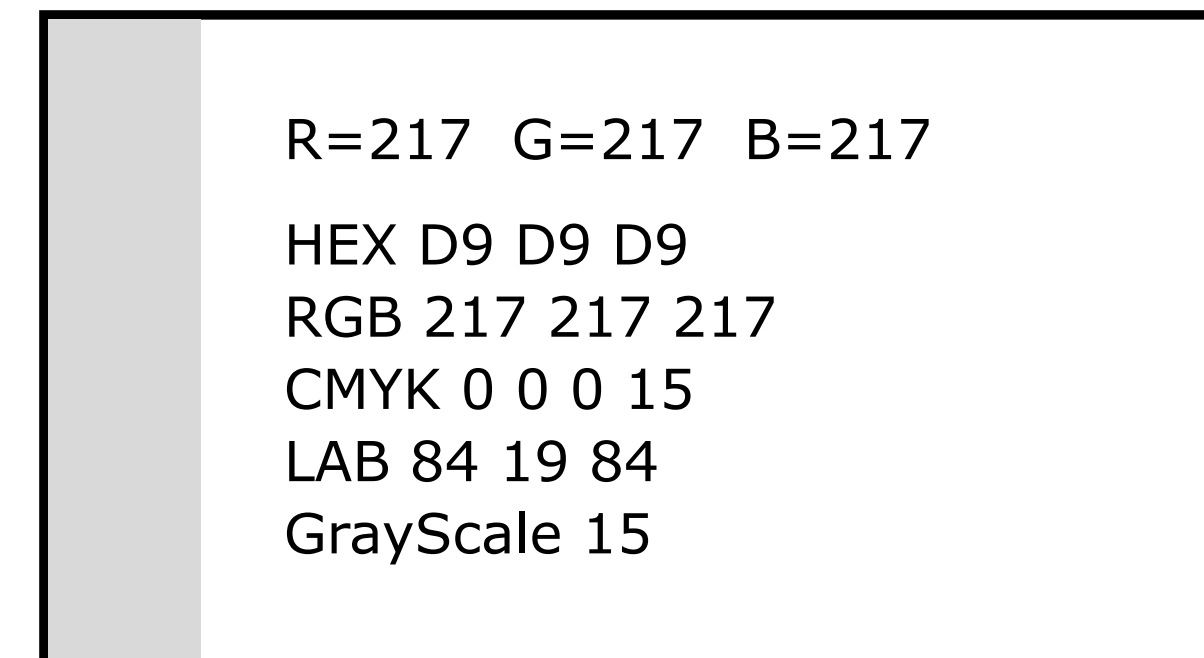 R=217  G=217  B=217
HEX D9 D9 D9
RGB 217 217 217
CMYK 0 0 0 15
LAB 84 19 84
GrayScale 15